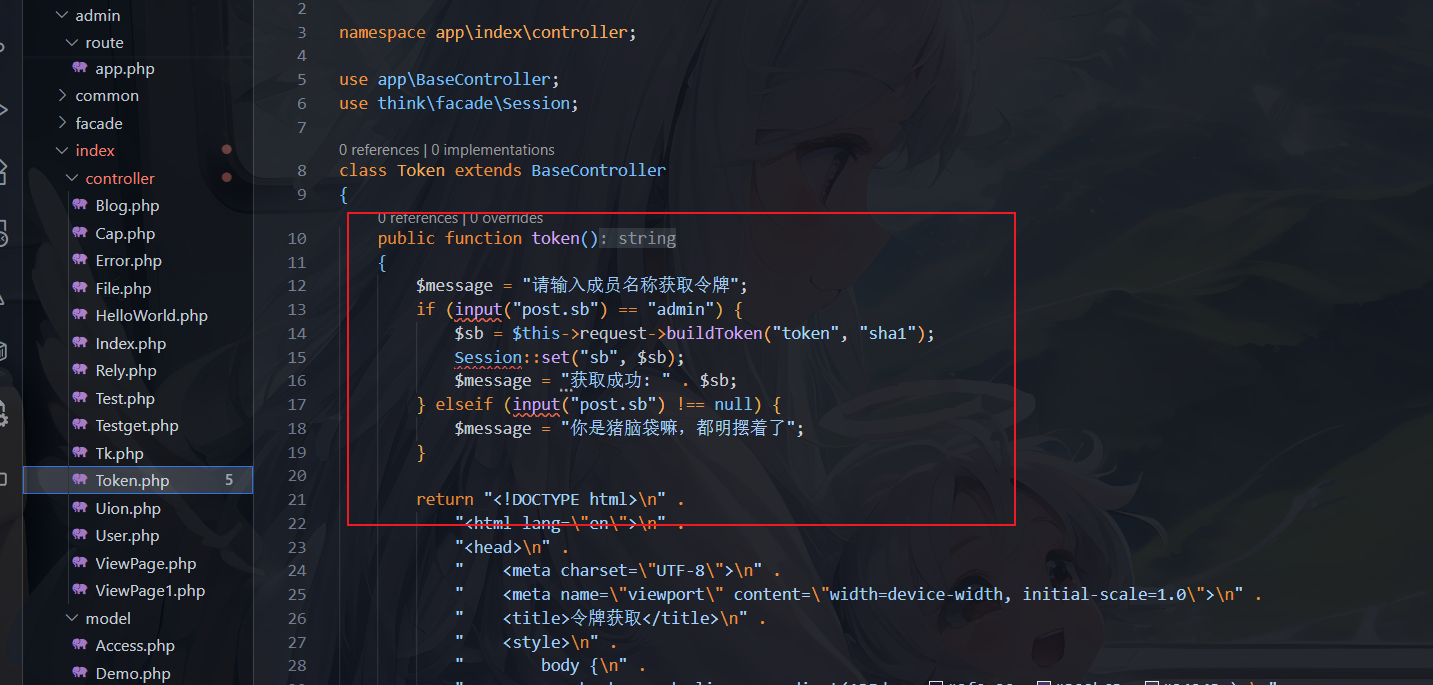 admin
route
app.php
common
facade
index
controller
Blog.php
Cap.php
Error.php
File.php
HelloWorld.php
Index.php
Rely.php
Test.php
Testget.php
Tk.php
Token.php 5
Uion.php
User.php
ViewPage.php
ViewPage1.php
model
Access.php
Demo.php
2
3 namespace app\index\controller;
4
5 use app\BaseController;
6 use think\facade\Session;
7
0 references | 0 implementations
8 class Token extends BaseController
9 {
0 references | 0 overrides
10 public function token(): string
11 {
12 $message = "请输入成员名称获取令牌";
13 if (input("post.sb") == "admin") {
14 $sb = $this->request->buildToken("token", "sha1");
15 Session::set("sb", $sb);
16 $message = "获取成功: " . $sb;
17 } elseif (input("post.sb") !== null) {
18 $message = "你是猪脑袋嘛，都明摆着了";
19 }
20
21 return "<!DOCTYPE html>\n" .
22 "<html lang=\"en\">\n" .
23 "<head>\n" .
24 " <meta charset=\"UTF-8\">\n" .
25 " <meta name=\"viewport\" content=\"width=device-width, initial-scale=1.0\">\n" .
26 " <title>令牌获取</title>\n" .
27 " <style>\n" .
28 " body {\n" .